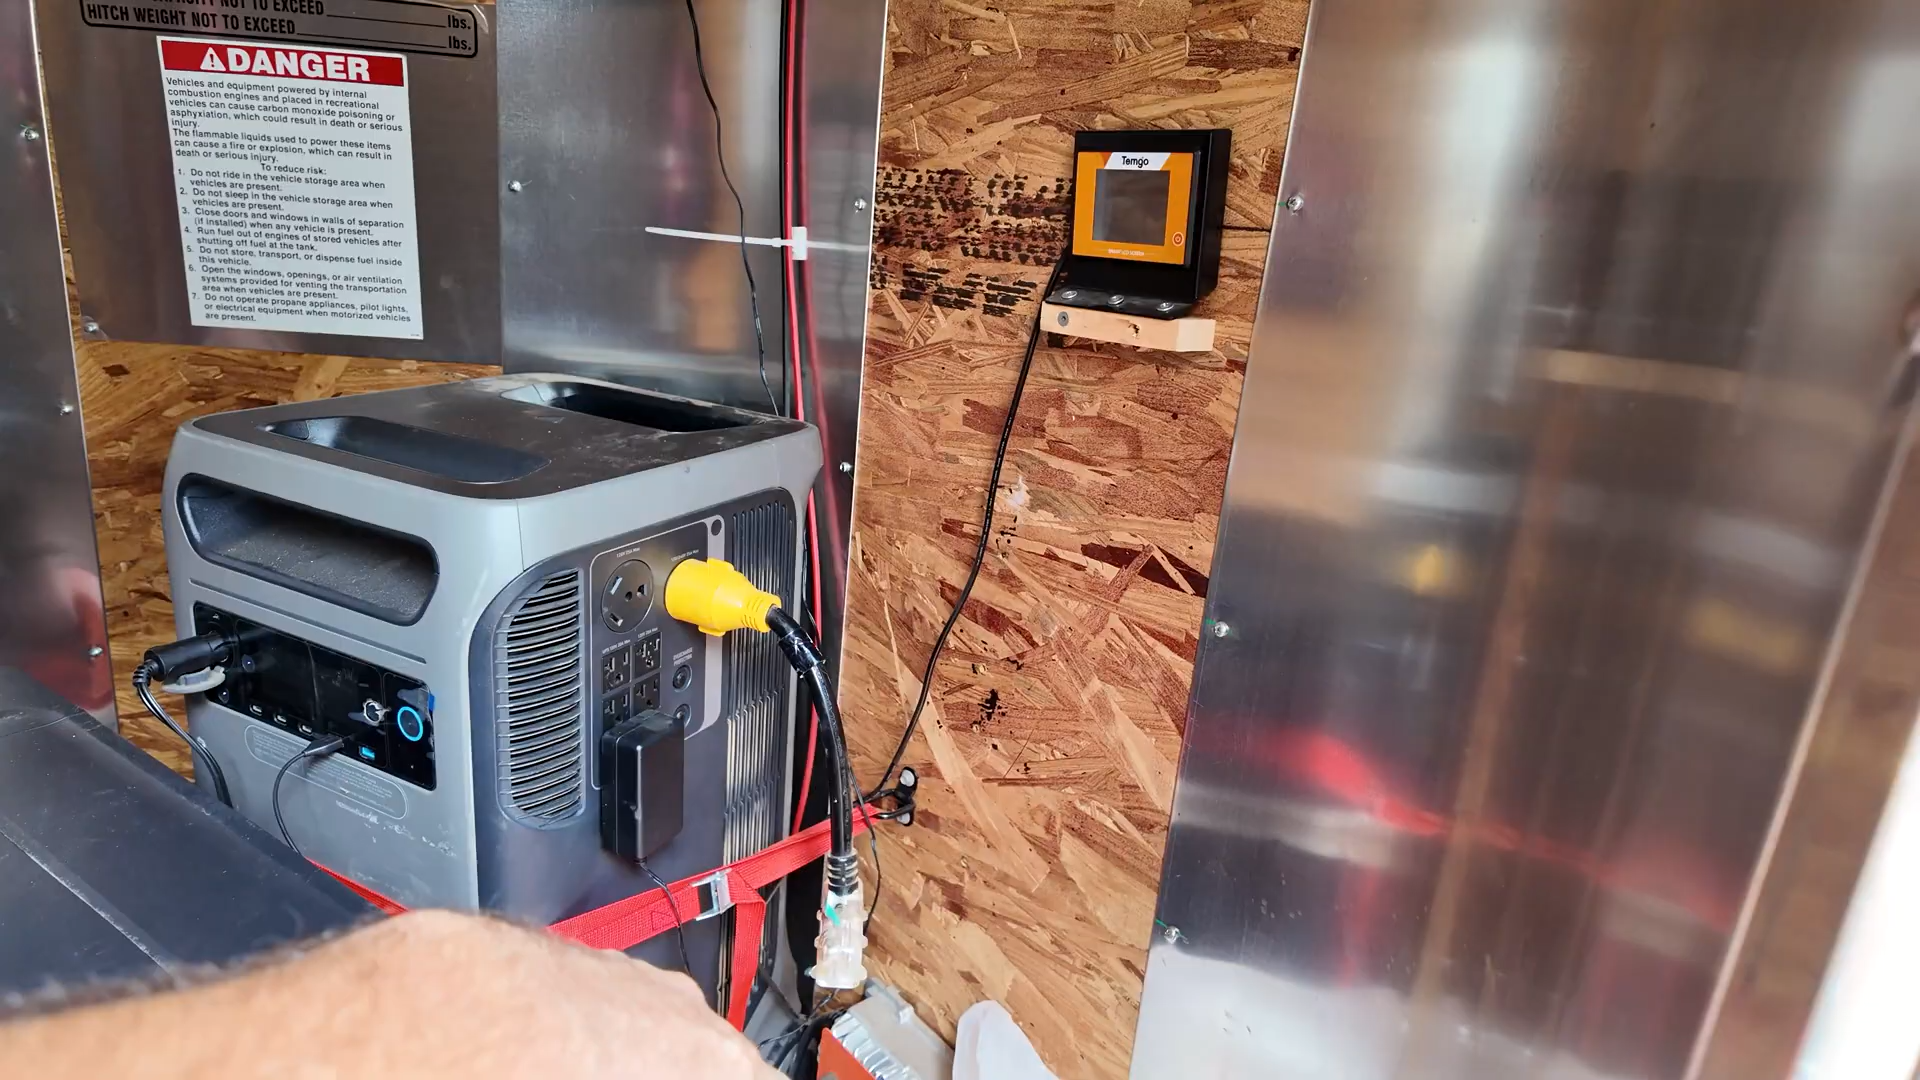 CAPACITY NOT TO EXCEED lbs.
HITCH WEIGHT NOT TO EXCEED lbs.
DANGER
Vehicles and equipment powered by internal
combustion engines and placed in recreational
vehicles can cause carbon monoxide poisoning or
asphyxiation, which could result in death or serious
injury.
The flammable liquids used to power these items
can cause a fire or explosion, which can result in
death or serious injury.
To reduce risk:
1. Do not ride in the vehicle storage area when
vehicles are present.
2. Do not sleep in the vehicle storage area when
vehicles are present.
3. Close doors and windows in walls of separation
(if installed) when any vehicle is present.
4. Run fuel out of engines of stored vehicles after
shutting off fuel at the tank.
5. Do not store, transport, or dispense fuel inside
this vehicle.
6. Open the windows, openings, or air ventilation
systems provided for venting the transportation
area when vehicles are present.
7. Do not operate propane appliances, pilot lights,
or electrical equipment when motorized vehicles
are present.
Temgo